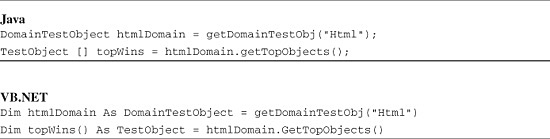 Java
DomainTestObject htmlDomain = getDomainTestObj("Html");
TestObject [] topWins = htmlDomain.getTopObjects();
VB.NET
Dim htmlDomain As DomainTestObject = getDomainTestObj("Html")
Dim topWins() As TestObject = htmlDomain.GetTopObjects()